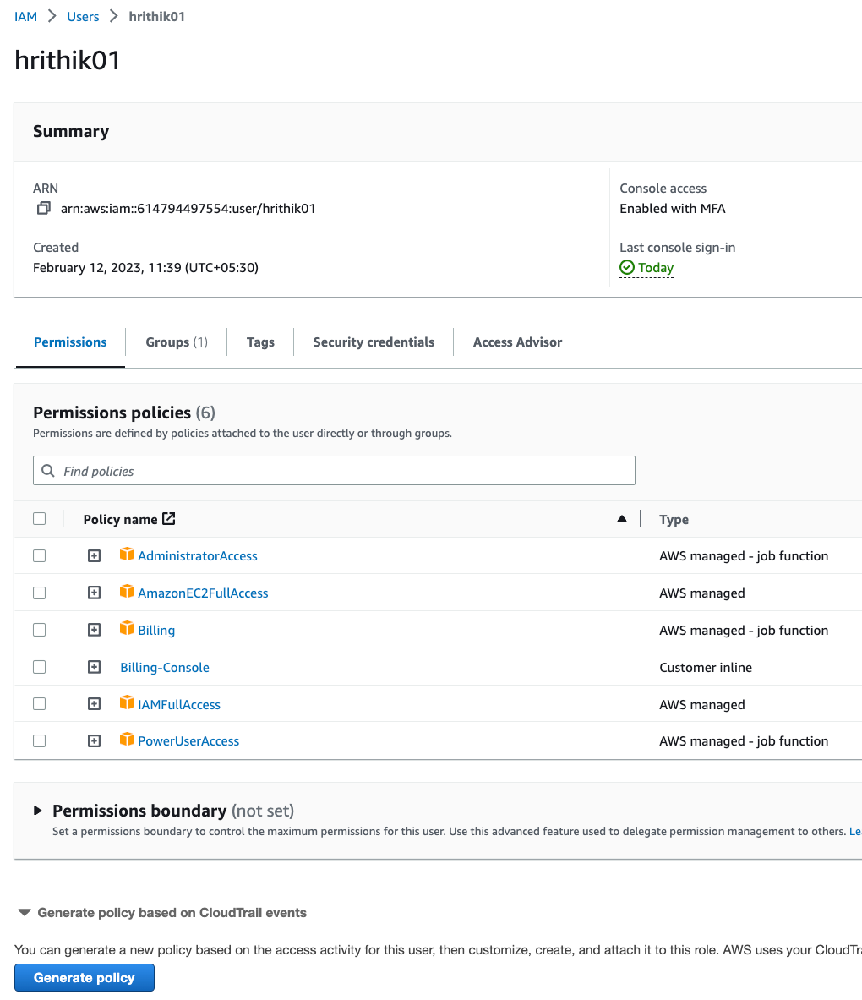 IAM > Users > hrithik01
hrithik01
Summary
ARN
arn:aws:iam::614794497554:user/hrithik01
Created
February 12, 2023, 11:39 (UTC+05:30)
Console access
Enabled with MFA
Last console sign-in
Today
Permissions Groups (1) Tags Security credentials Access Advisor
Permissions policies (6)
Permissions are defined by policies attached to the user directly or through groups.
Find policies
Policy name Type
AdministratorAccess AWS managed - job function
AmazonEC2FullAccess AWS managed
Billing AWS managed - job function
Billing-Console Customer inline
IAMFullAccess AWS managed
PowerUserAccess AWS managed - job function
Permissions boundary (not set)
Set a permissions boundary to control the maximum permissions for this user. Use this advanced feature used to delegate permission management to others. Le
Generate policy based on CloudTrail events
You can generate a new policy based on the access activity for this user, then customize, create, and attach it to this role. AWS uses your CloudTra
Generate policy